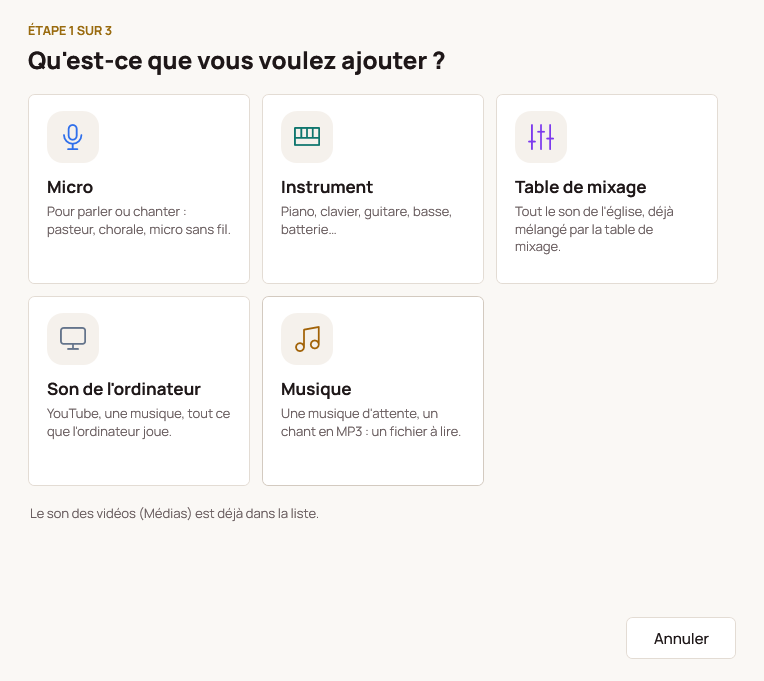 ÉTAPE 1 SUR 3
Qu'est-ce que vous voulez ajouter ?
Micro
Pour parler ou chanter :
pasteur, chorale, micro sans fil.
Instrument
Piano, clavier, guitare, basse,
batterie...
Table de mixage
Tout le son de l'église, déjà
mélangé par la table de
mixage.
Son de l'ordinateur
YouTube, une musique, tout ce
que l'ordinateur joue.
Musique
Une musique d'attente, un
chant en MP3 : un fichier à lire.
Le son des vidéos (Médias) est déjà dans la liste.
Annuler